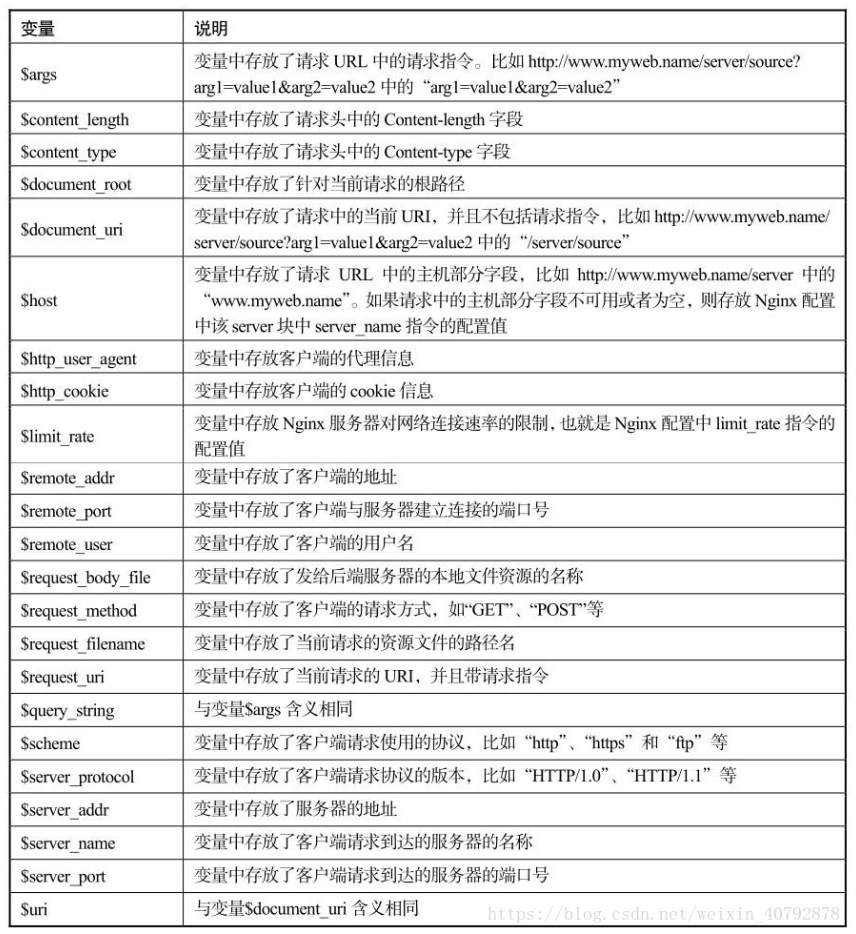 变量 说明
$args 变量中存放了请求 URL 中的请求指令。比如 http://www.myweb.name/server/source?
arg1=value1&arg2=value2 中的“arg1=value1&arg2=value2”
$content_length 变量中存放了请求头中的 Content-length 字段
$content_type 变量中存放了请求头中的 Content-type 字段
$document_root 变量中存放了针对当前请求的根路径
$document_uri 变量中存放了请求中的当前 URI，并且不包括请求指令，比如 http://www.myweb.name/
server/source?arg1=value1&arg2=value2 中的“/server/source”
$host 变量中存放了请求 URL 中的主机部分字段，比如 http://www.myweb.name/server 中的
“www.myweb.name”。如果请求中的主机部分字段不可用或者为空，则存放 Nginx 配置
中该 server 块中 server_name 指令的配置值
$http_user_agent 变量中存放客户端的代理信息
$http_cookie 变量中存放客户端的 cookie 信息
$limit_rate 变量中存放 Nginx 服务器对网络连接速率的限制，也就是 Nginx 配置中 limit_rate 指令的
配置值
$remote_addr 变量中存放了客户端的地址
$remote_port 变量中存放了客户端与服务器建立连接的端口号
$remote_user 变量中存放了客户端的用户名
$request_body_file 变量中存放了发给后端服务器的本地文件资源的名称
$request_method 变量中存放了客户端的请求方式，如“GET”、“POST”等
$request_filename 变量中存放了当前请求的资源文件的路径名
$request_uri 变量中存放了当前请求的 URI，并且带请求指令
$query_string 与变量$args 含义相同
$scheme 变量中存放了客户端请求使用的协议，比如“http”、“https”和“ftp”等
$server_protocol 变量中存放了客户端请求协议的版本，比如“HTTP/1.0”、“HTTP/1.1”等
$server_addr 变量中存放了服务器的地址
$server_name 变量中存放了客户端请求到达的服务器的名称
$server_port 变量中存放了客户端请求到达的服务器的端口号
$uri 与变量$document_uri 含义相同
https://blog.csdn.net/weixin_40792878